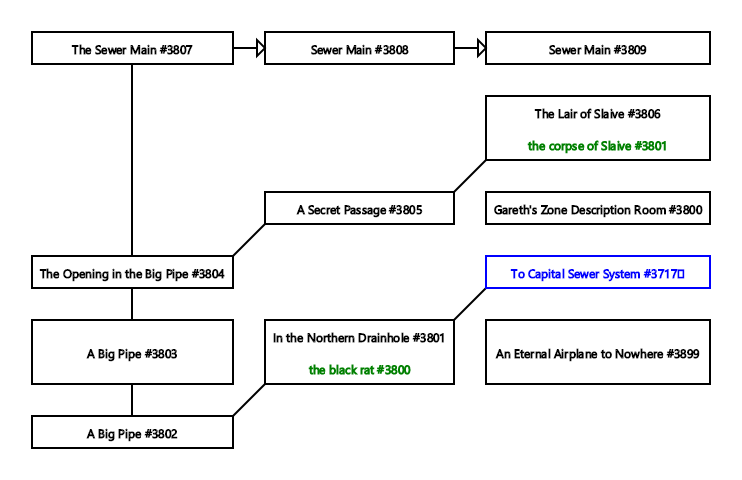 The Sewer Main #3807
Sewer Main #3808
Sewer Main #3809
The Lair of Slaive #3806
the corpse of Slaive #3801
A Secret Passage #3805
Gareth's Zone Description Room #3800
The Opening in the Big Pipe #3804
To Capital Sewer System #3717
A Big Pipe #3803
In the Northern Drainhole #3801
the black rat #3800
An Eternal Airplane to Nowhere #3899
A Big Pipe #3802